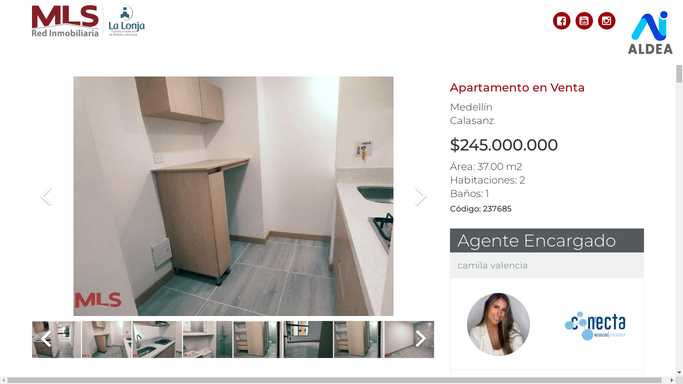 MLS
Red Inmobiliaria
La Lonja
ALDEA
Apartamento en Venta
Medellín
Calasanz
$245.000.000
Área: 37.00 m2
Habitaciones: 2
Baños: 1
Código: 237685
MLS
Agente Encargado
camila valencia
conecta